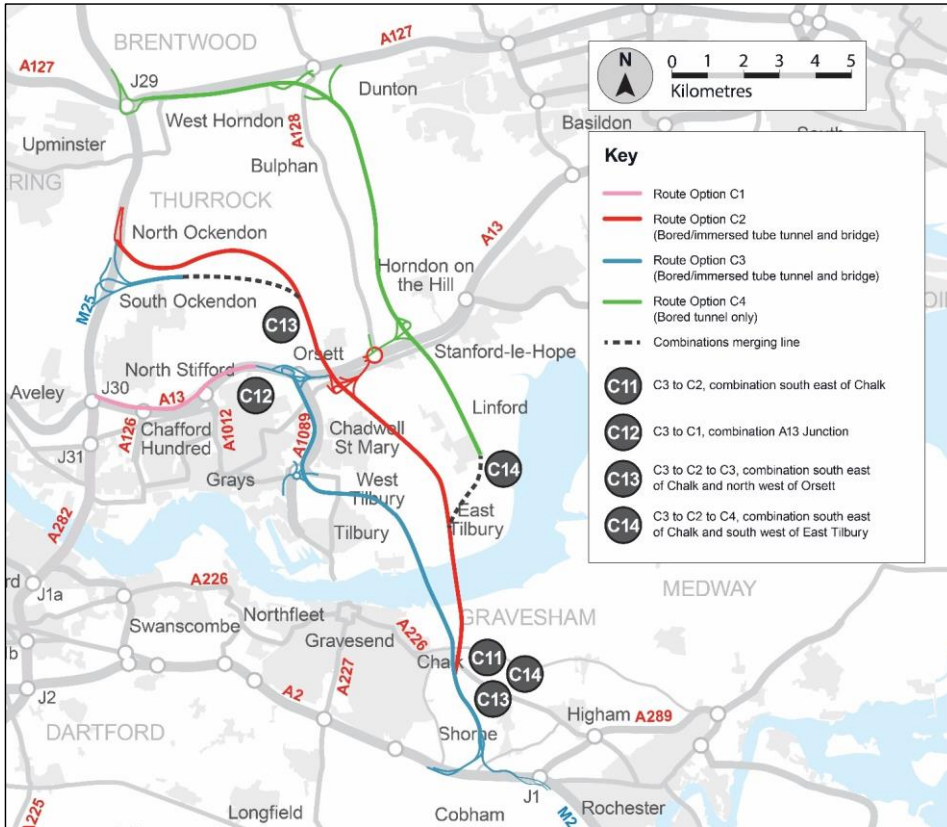 BRENTWOOD
A127
A127
J29
Dunton
West Horndon
A128
Upminster
Bulphan
Basildon
RING
THURROCK
North Ockendon
A13
Horndon on
the Hill
M25
South Ockendon
C13
Orsett
Stanford-le-Hope
North Stifford
Aveley
J30
A13
C12
Linford
A126
Chafford
Hundred
A1012
A1089
Chadwell
St Mary
J31
Grays
West
Tilbury
C14
East
Tilbury
Tilbury
A282
A226
J1a
Northfleet
GRAVESHAM
MEDWAY
Swanscombe
Gravesend
A226
Chalk
C11
C14
C13
A227
J2
A2
Higham
A289
DARTFORD
Shorne
J1
M2
Rochester
Longfield
Cobham
A225
N
0 1 2 3 4 5
Kilometres
Key
Route Option C1
Route Option C2
(Bored/immersed tube tunnel and bridge)
Route Option C3
(Bored/immersed tube tunnel and bridge)
Route Option C4
(Bored tunnel only)
Combinations merging line
C11
C3 to C2, combination south east of Chalk
C12
C3 to C1, combination A13 Junction
C13
C3 to C2 to C3, combination south east
of Chalk and north west of Orsett
C14
C3 to C2 to C4, combination south east
of Chalk and south west of East Tilbury